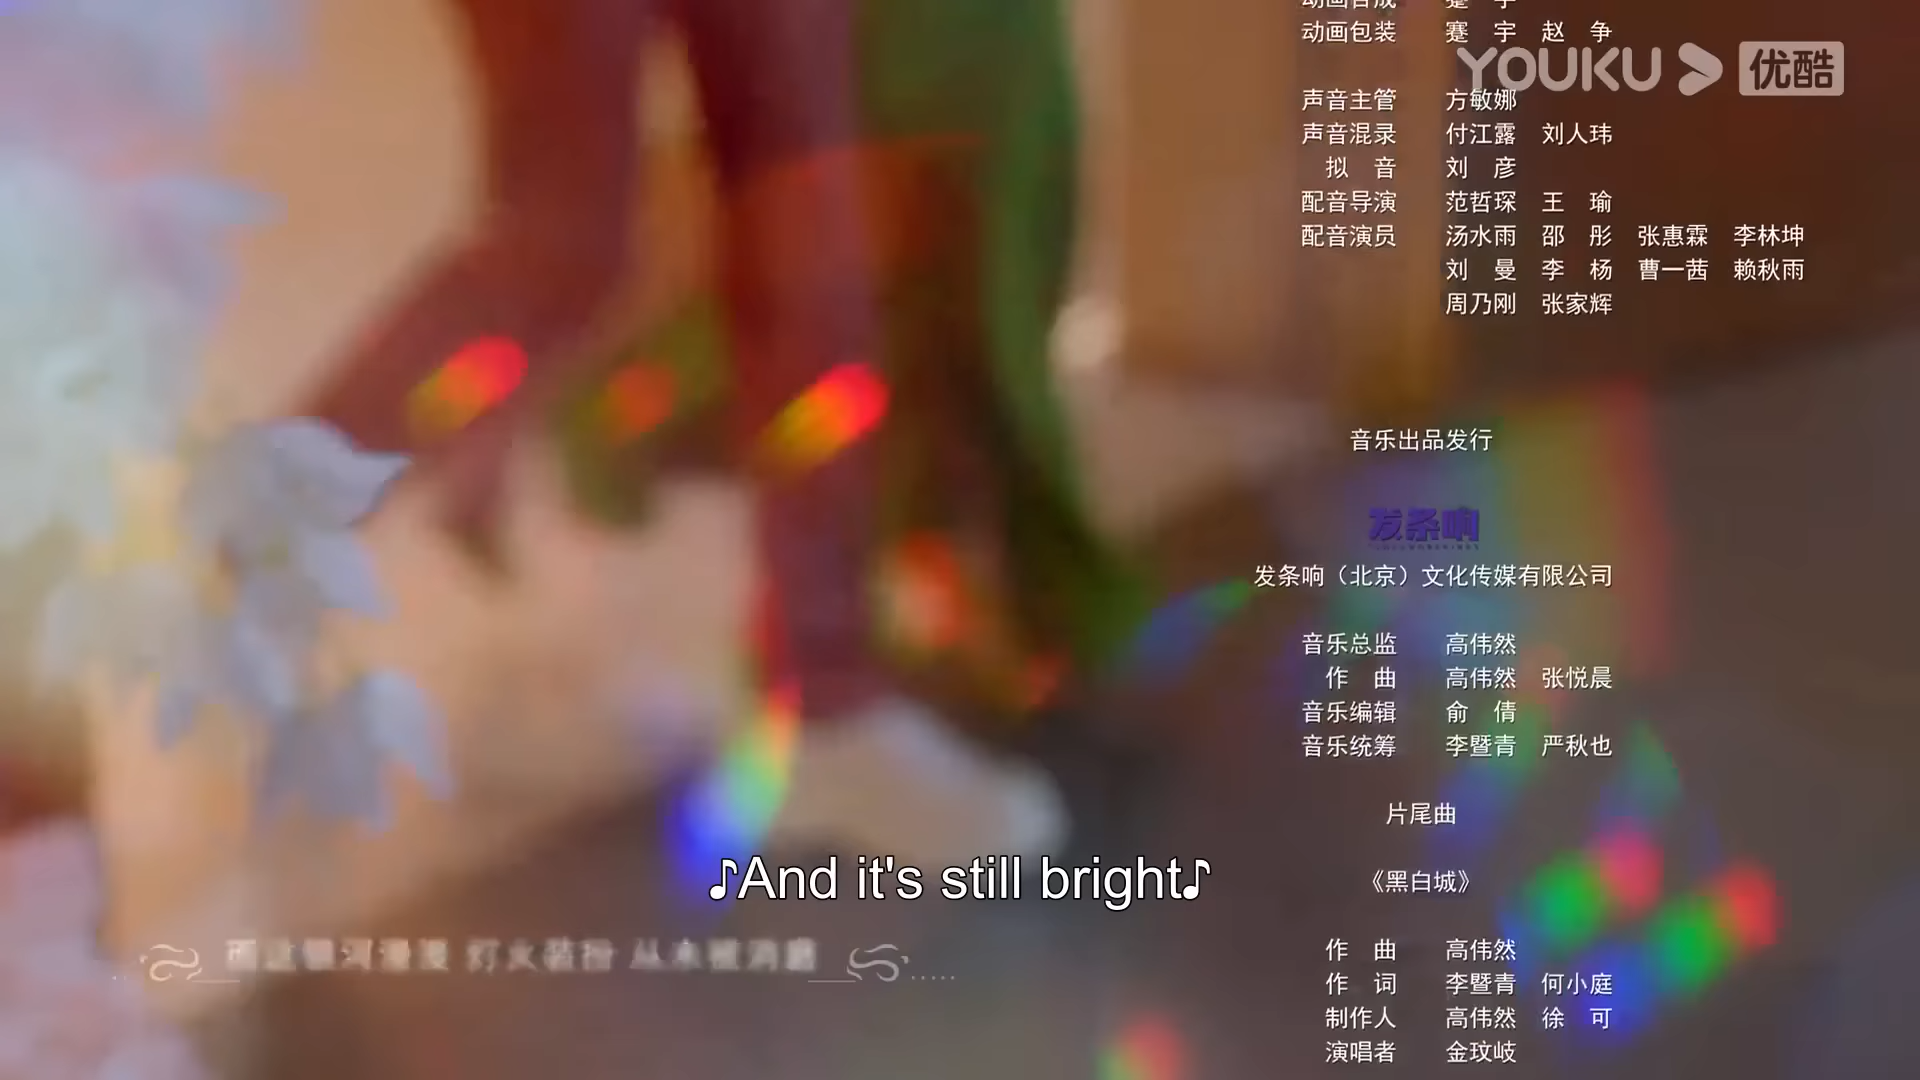 动画包装 蹇 宇 赵 争
YOUKU 优酷
声音主管 方敏娜
声音混录 付江露 刘人玮
拟 音 刘 彦
配音导演 范哲琛 王 瑜
配音演员 汤水雨 邵 彤 张惠霖 李林坤
刘 曼 李 杨 曹一茜 赖秋雨
周乃刚 张家辉
音乐出品发行
发条响
发条响（北京）文化传媒有限公司
音乐总监 高伟然
作 曲 高伟然 张悦晨
音乐编辑 俞 倩
音乐统筹 李暨青 严秋也
片尾曲
♪And it's still bright♪
《黑白城》
作 曲 高伟然
作 词 李暨青 何小庭
制作人 高伟然 徐 可
演唱者 金玟岐